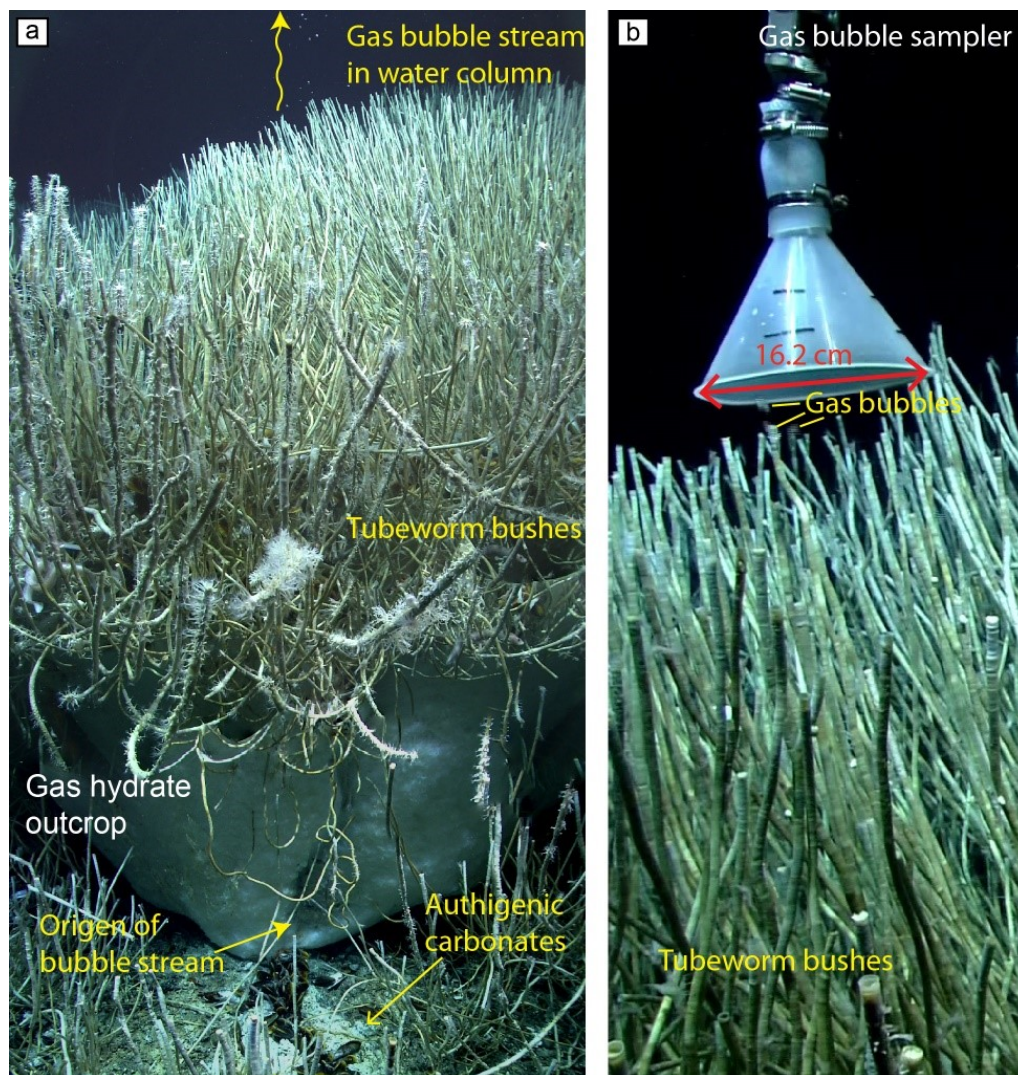 a
Gas bubble stream
in water column
Tubeworm bushes
Gas hydrate
outcrop
Origen of
bubble stream
Authigenic
carbonates
b
Gas bubble sampler
16.2 cm
Gas bubbles
Tubeworm bushes